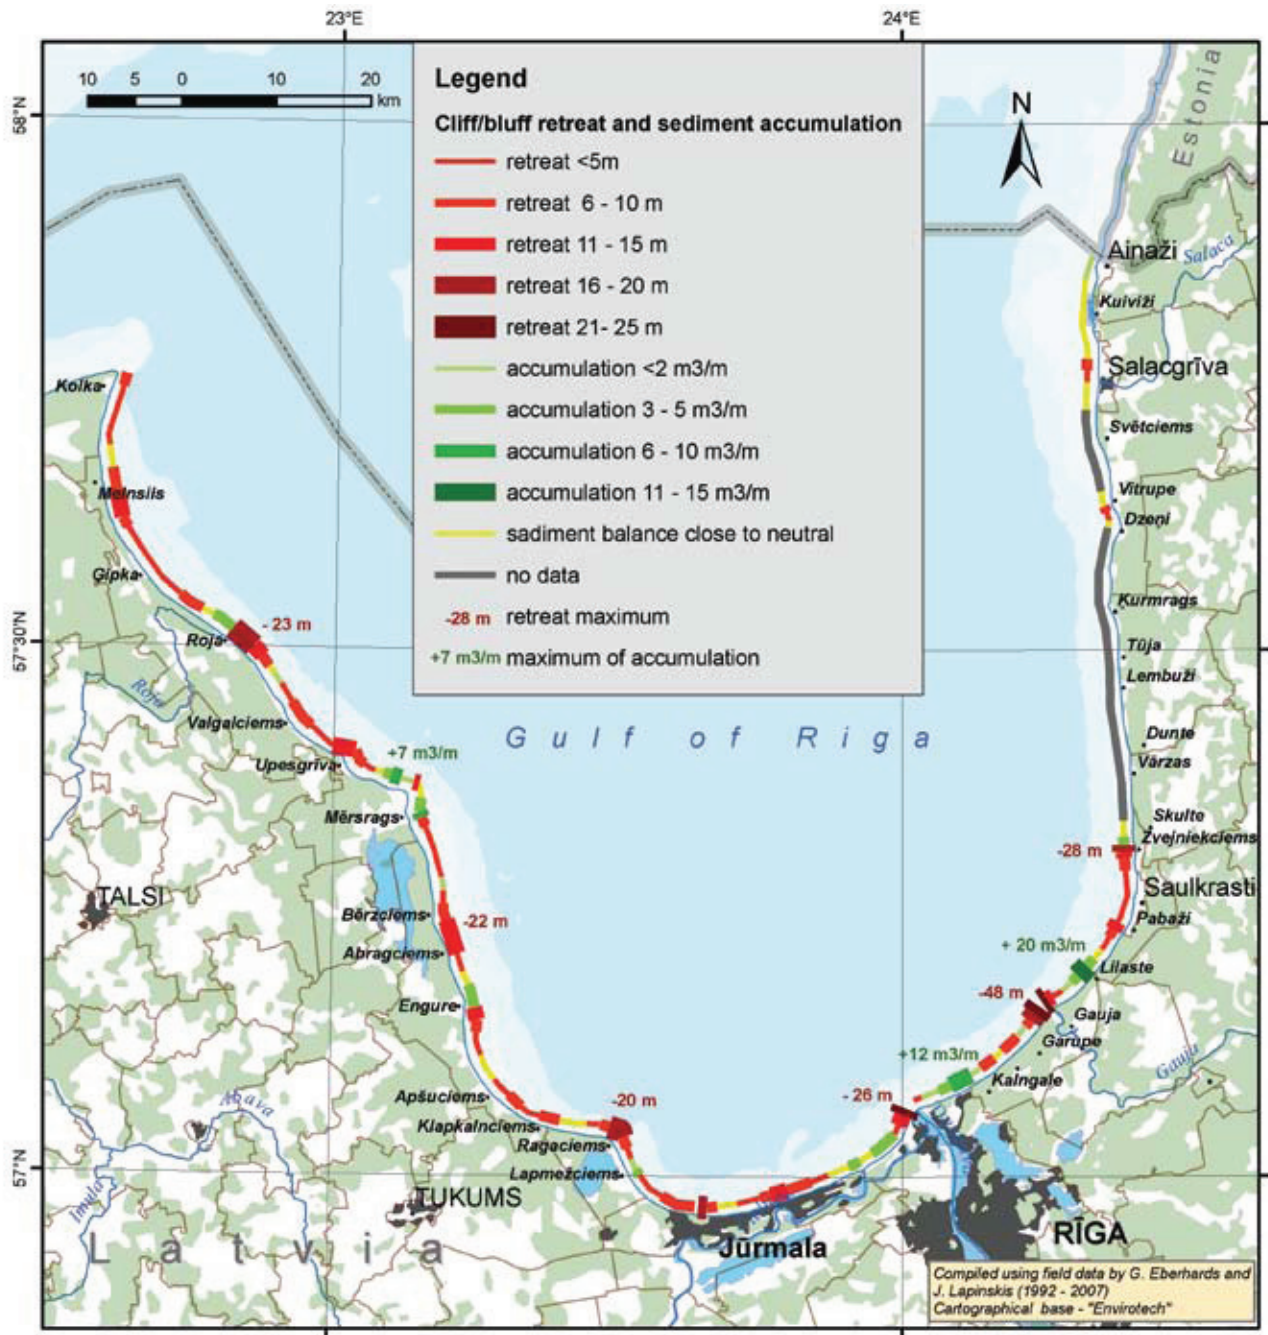 23°E
24°E
58°N
57°30'N
57°N
10 5 0 10 20
km
Legend
Cliff/bluff retreat and sediment accumulation
retreat <5m
retreat 6 - 10 m
retreat 11 - 15 m
retreat 16 - 20 m
retreat 21- 25 m
accumulation <2 m3/m
accumulation 3 - 5 m3/m
accumulation 6 - 10 m3/m
accumulation 11 - 15 m3/m
sadiment balance close to neutral
no data
-28 m retreat maximum
+7 m3/m maximum of accumulation
N
Estonia
Ainaži
Salaca
Kuiviži
Salacgrīva
Svētciems
Vitrupe
Dzeņi
Kurmrags
Tūja
Lembuži
Dunte
Vārzas
Skulte
Zvejniekciems
-28 m
Saulkrasti
Pabaži
+ 20 m3/m
Lilaste
-48 m
Gauja
Garupe
Gauja
+12 m3/m
Kalngale
- 26 m
Kolka
Melnsils
Ģipka
- 23 m
Roja
Roja
Valgalciems
Gulf of Riga
+7 m3/m
Upesgrīva
Mērsrags
TALSI
Bērzciems
-22 m
Abragciems
Engure
Apšuciems
Abava
-20 m
Klapkalnciems
Ragaciems
Lapmežciems
Imula
TUKUMS
Latvia
Jūrmala
RĪGA
Compiled using field data by G. Eberhards and
J. Lapinskis (1992 - 2007)
Cartographical base - "Envirotech"